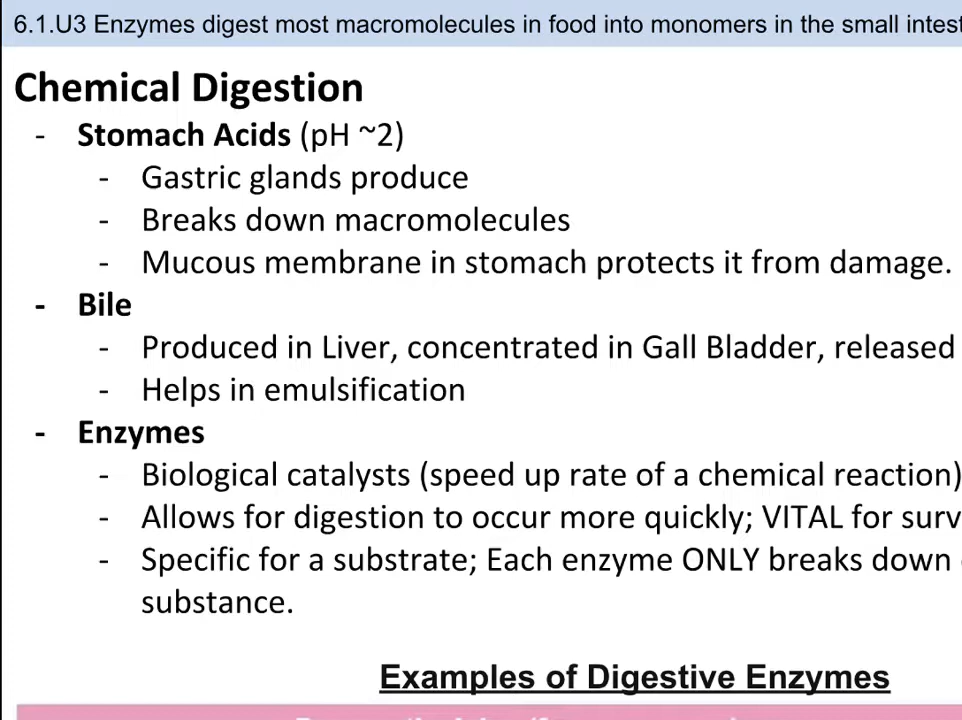 6.1.U3 Enzymes digest most macromolecules in food into monomers in the small
Chemical Digestion
- Stomach Acids (pH ~2)
- Gastric glands produce
- Breaks down macromolecules
- Mucous membrane in stomach protects it from damage.
- Bile
- Produced in Liver, concentrated in Gall Bladder, released
- Helps in emulsification
- Enzymes
- Biological catalysts (speed up rate of a chemical reaction)
- Allows for digestion to occur more quickly; VITAL for
- Specific for a substrate; Each enzyme ONLY breaks down
substance.
Examples of Digestive Enzymes